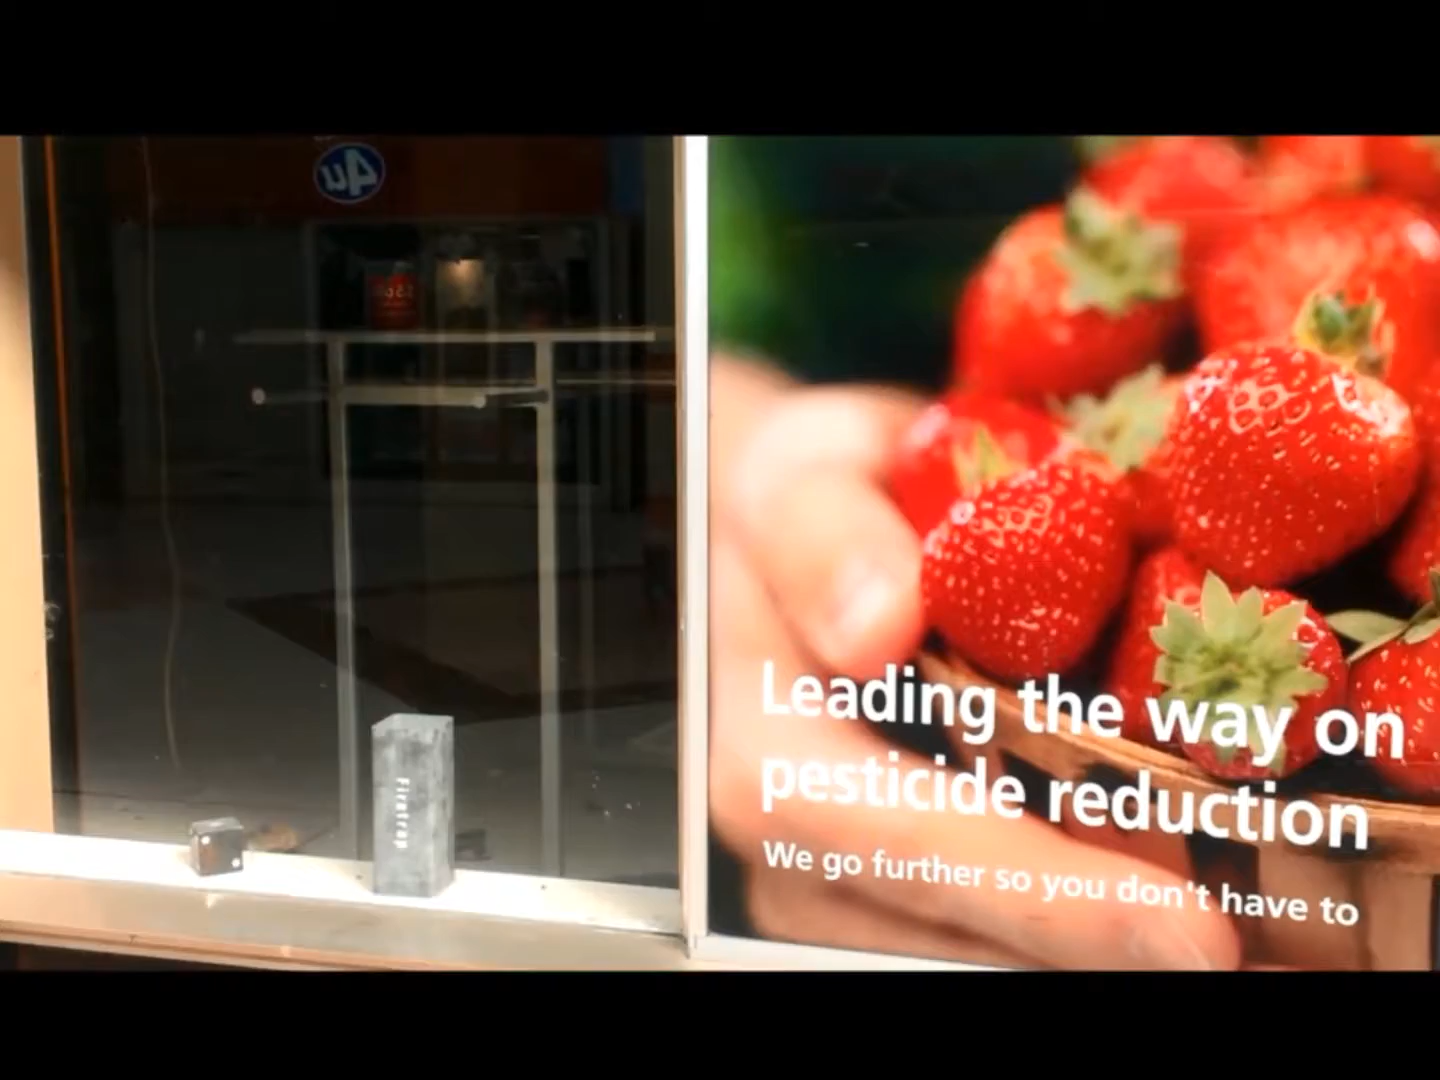 4u
Firetrap
Leading the way on
pesticide reduction
We go further so you don't have to